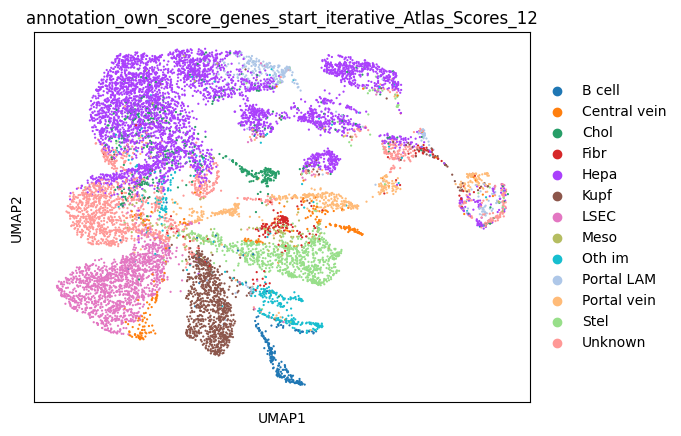 annotation_own_score_genes_start_iterative_Atlas_Scores_12
UMAP2
UMAP1
B cell
Central vein
Chol
Fibr
Hepa
Kupf
LSEC
Meso
Oth im
Portal LAM
Portal vein
Stel
Unknown